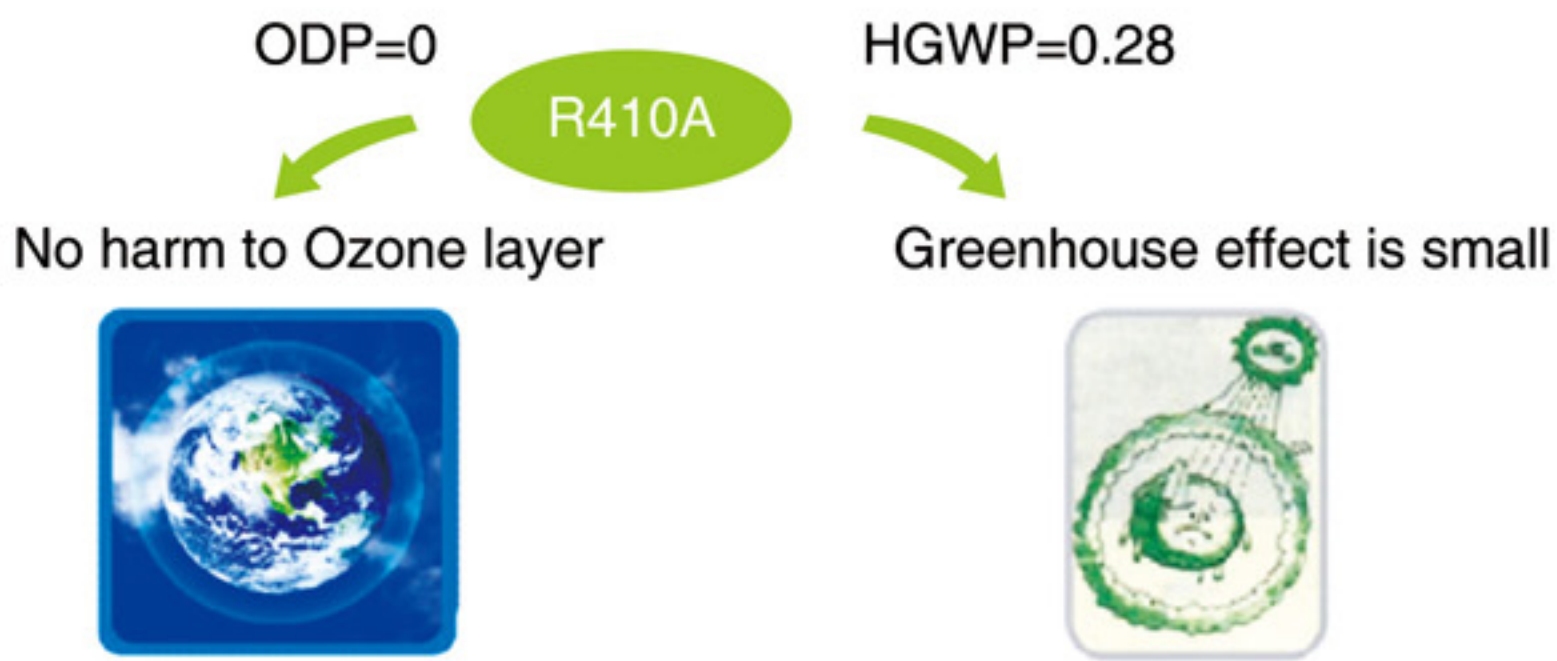 ODP=0
R410A
HGWP=0.28
No harm to Ozone layer
Greenhouse effect is small